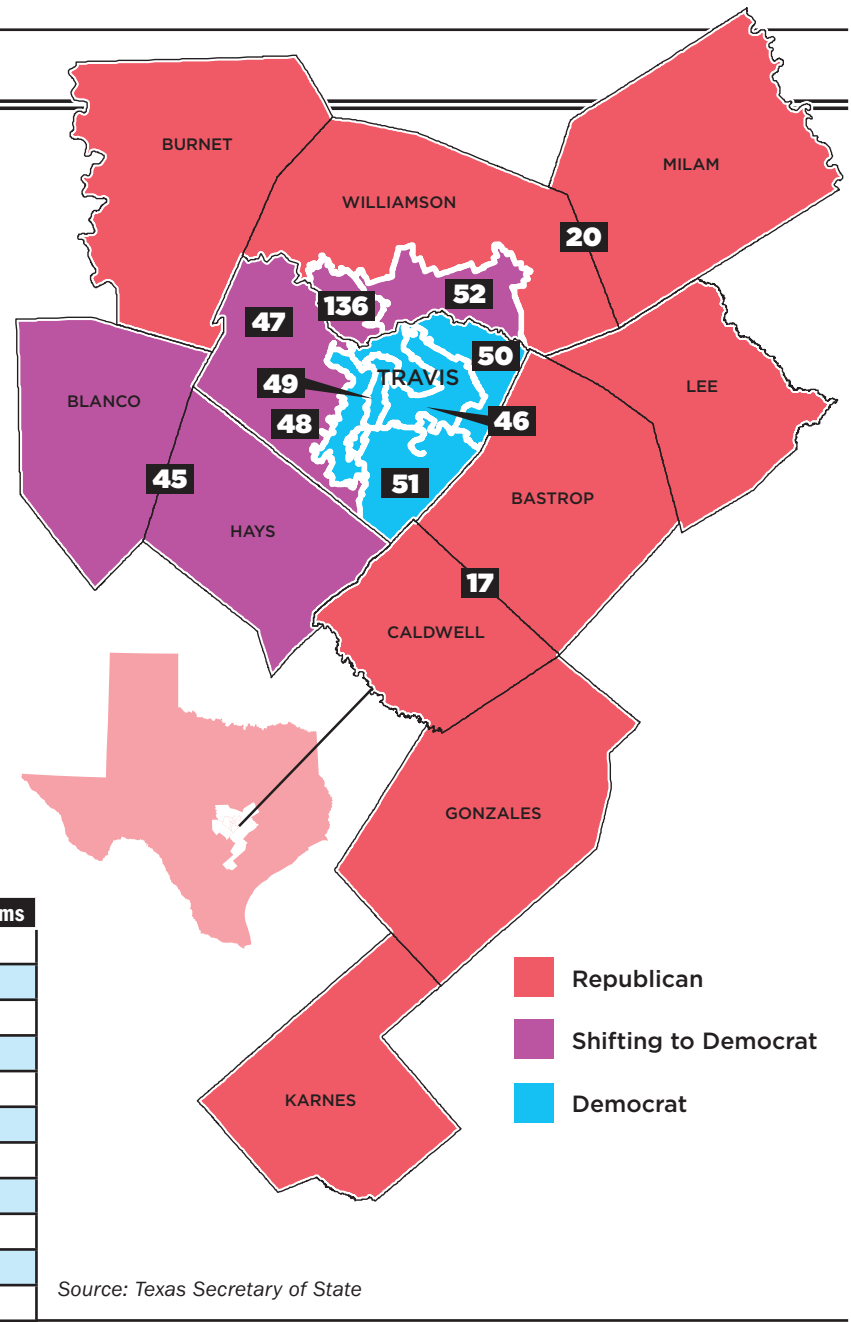 BURNET
MILAM
WILLIAMSON
20
52
136
47
50
TRAVIS
49
LEE
BLANCO
46
48
45
51
BASTROP
HAYS
17
CALDWELL
GONZALES
ms
Republican
Shifting to Democrat
KARNES
Democrat
Source: Texas Secretary of State